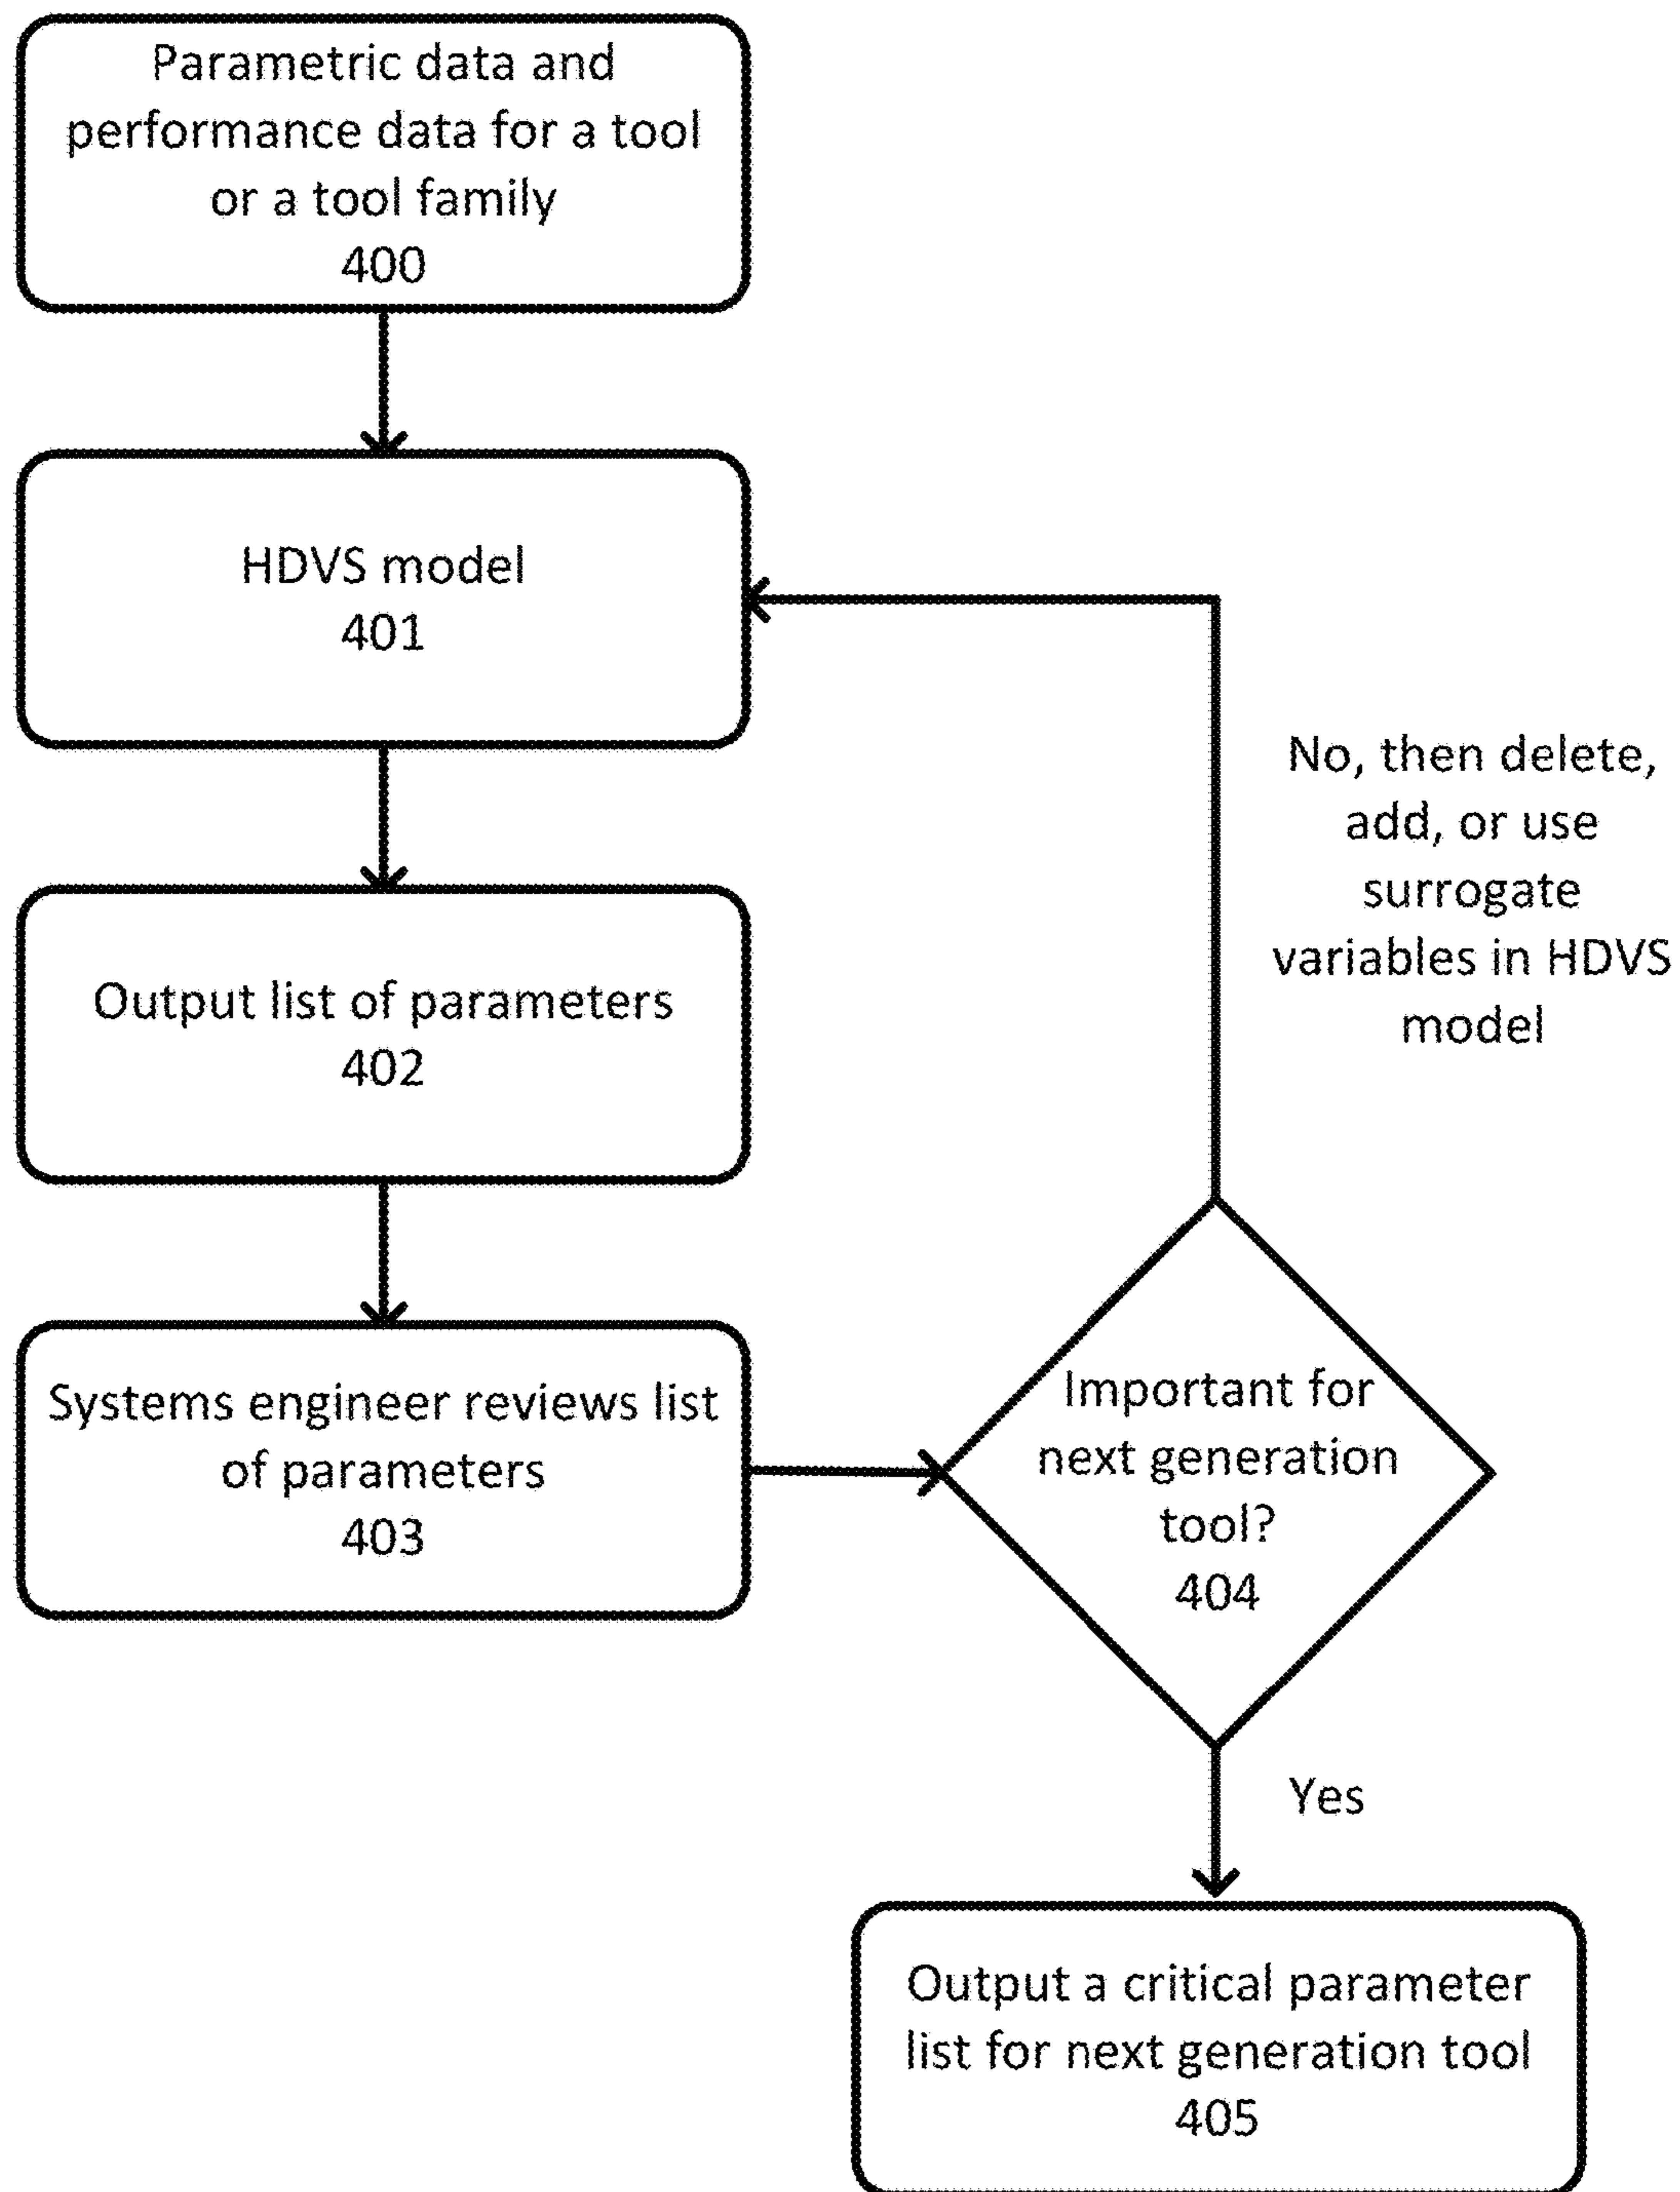 Parametric data and
performance data for a tool
or a tool family
400
HDVS model
401
No, then delete,
add, or use
surrogate
variables in HDVS
model
Output list of parameters
402
Systems engineer reviews list
of parameters
403
Important for
next generation
tool?
404
Yes
Output a critical parameter
list for next generation tool
405